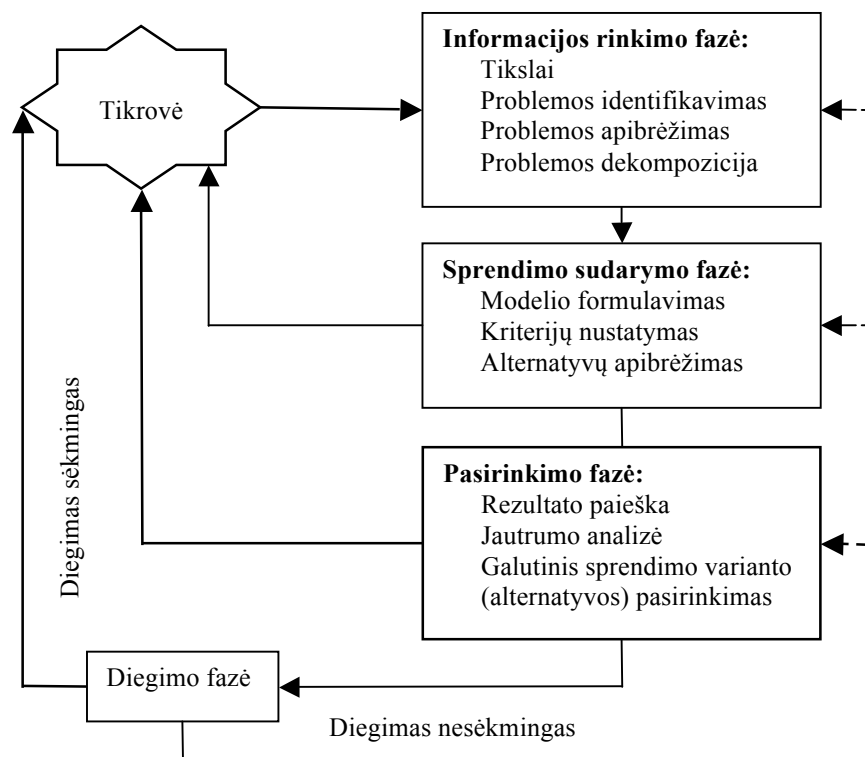 Tikrovė
Informacijos rinkimo fazė:
Tikslai
Problemos identifikavimas
Problemos apibrėžimas
Problemos dekompozicija
Sprendimo sudarymo fazė:
Modelio formulavimas
Kriterijų nustatymas
Alternatyvų apibrėžimas
Pasirinkimo fazė:
Rezultato paieška
Jautrumo analizė
Galutinis sprendimo varianto
(alternatyvos) pasirinkimas
Diegimas sėkmingas
Diegimo fazė
Diegimas nesėkmingas